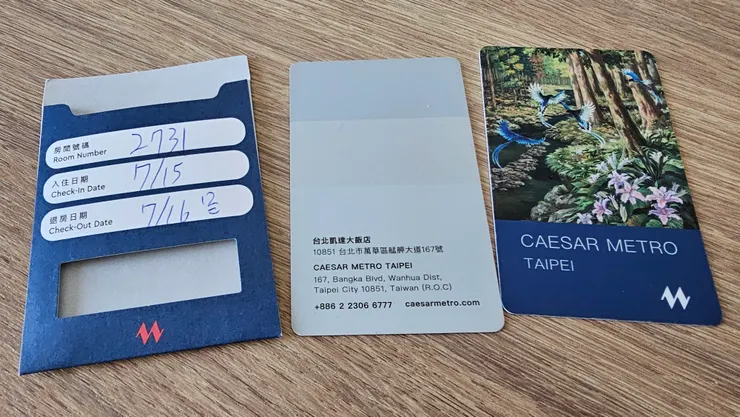 房間號碼
Room Number
2731
入住日期
Check-In Date
7/15
退房日期
Check-Out Date
7/16
台北凱達大飯店
10851 台北市萬華區艋舺大道167號
CAESAR METRO TAIPEI
167, Bangka Blvd, Wanhua Dist,
Taipei City 10851, Taiwan (R.O.C)
+886 2 2306 6777 caesarmetro.com
CAESAR METRO
TAIPEI